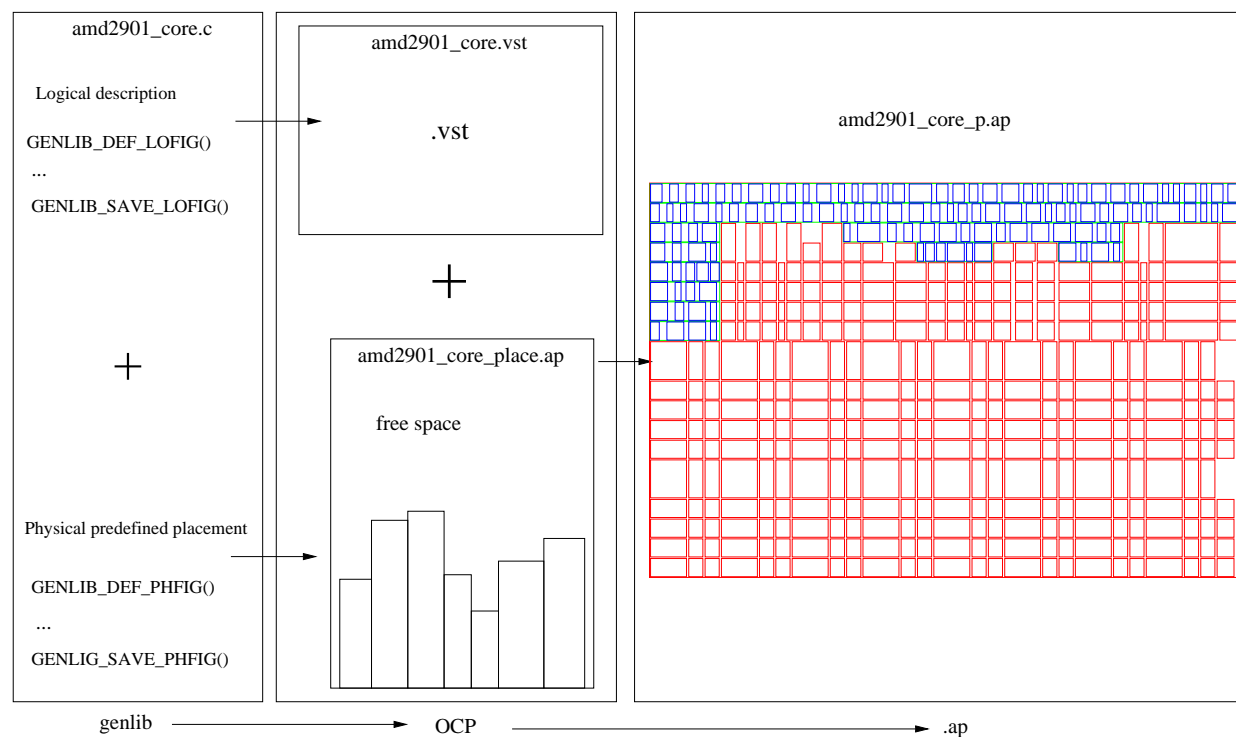 amd2901_core.c
Logical description
GENLIB_DEF_LOFIG()
...
GENLIB_SAVE_LOFIG()
+
Physical predefined placement
GENLIB_DEF_PHFIG()
...
GENLIG_SAVE_PHFIG()
amd2901_core.vst
.vst
+
amd2901_core_place.ap
free space
amd2901_core_p.ap
genlib
OCP
.ap